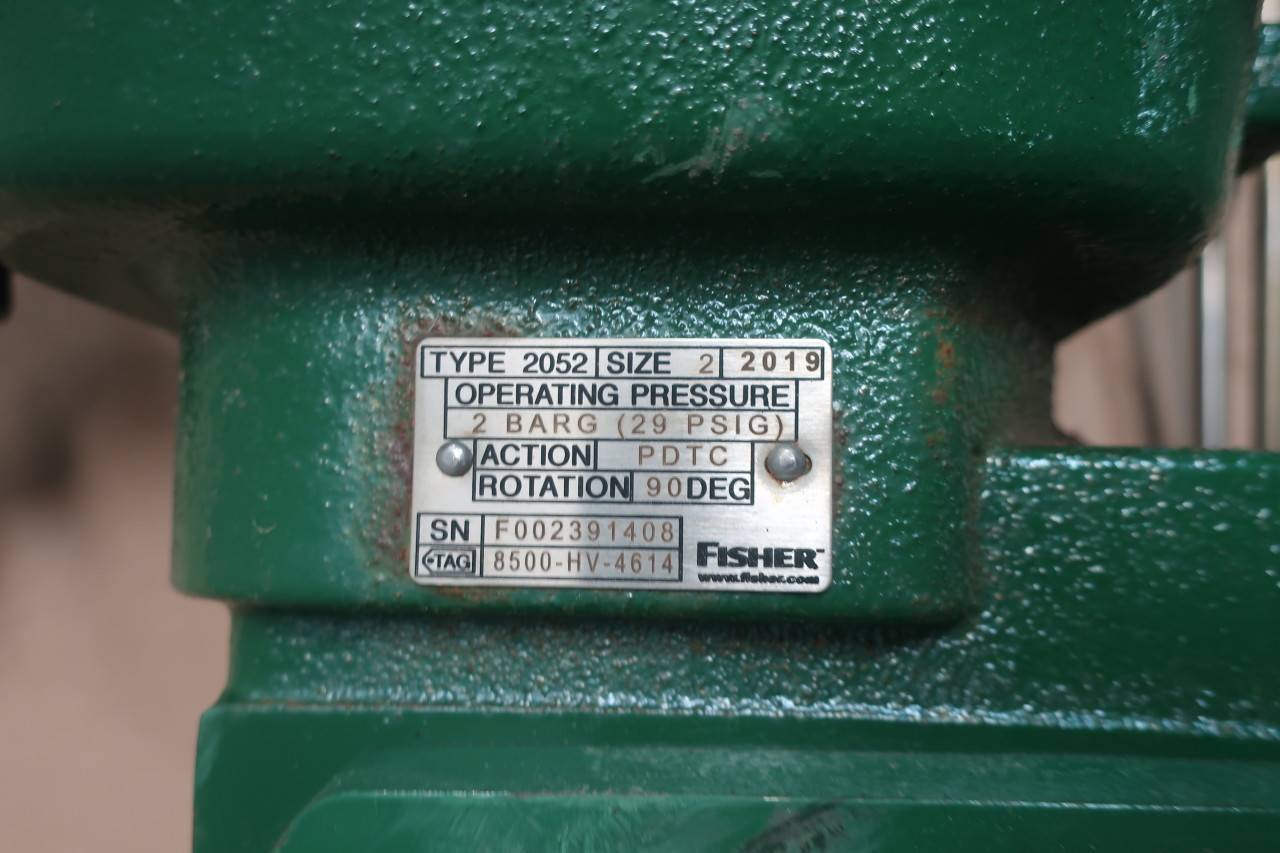 TYPE 2052 SIZE 2 2019
OPERATING PRESSURE
2 BARG (29 PSIG)
ACTION PDTC
ROTATION 90 DEG
SN F002391408
TAG 8500-HV-4614
FISHER
www.fisher.com